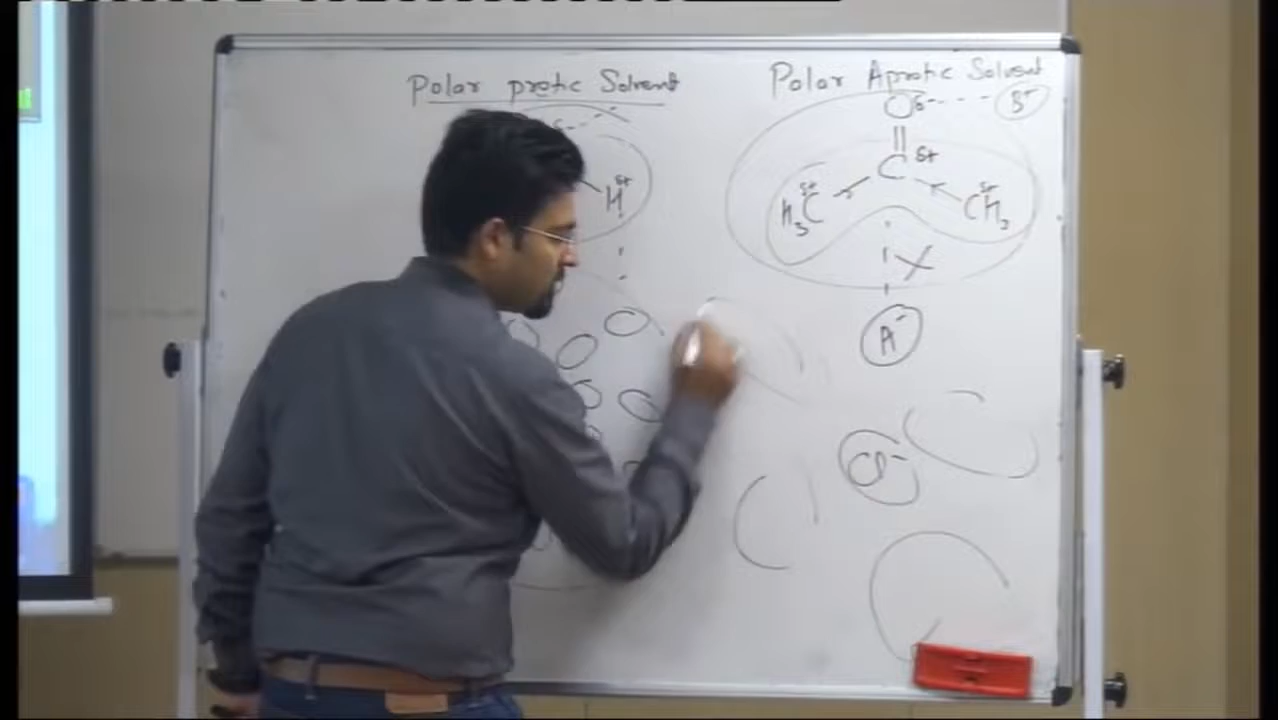 Polar protic Solvent
Polar Aprotic Solvent
O δ-
B-
C δ+
δ+
H3C
δ+
CH3
δ+
H
A-
Cl-